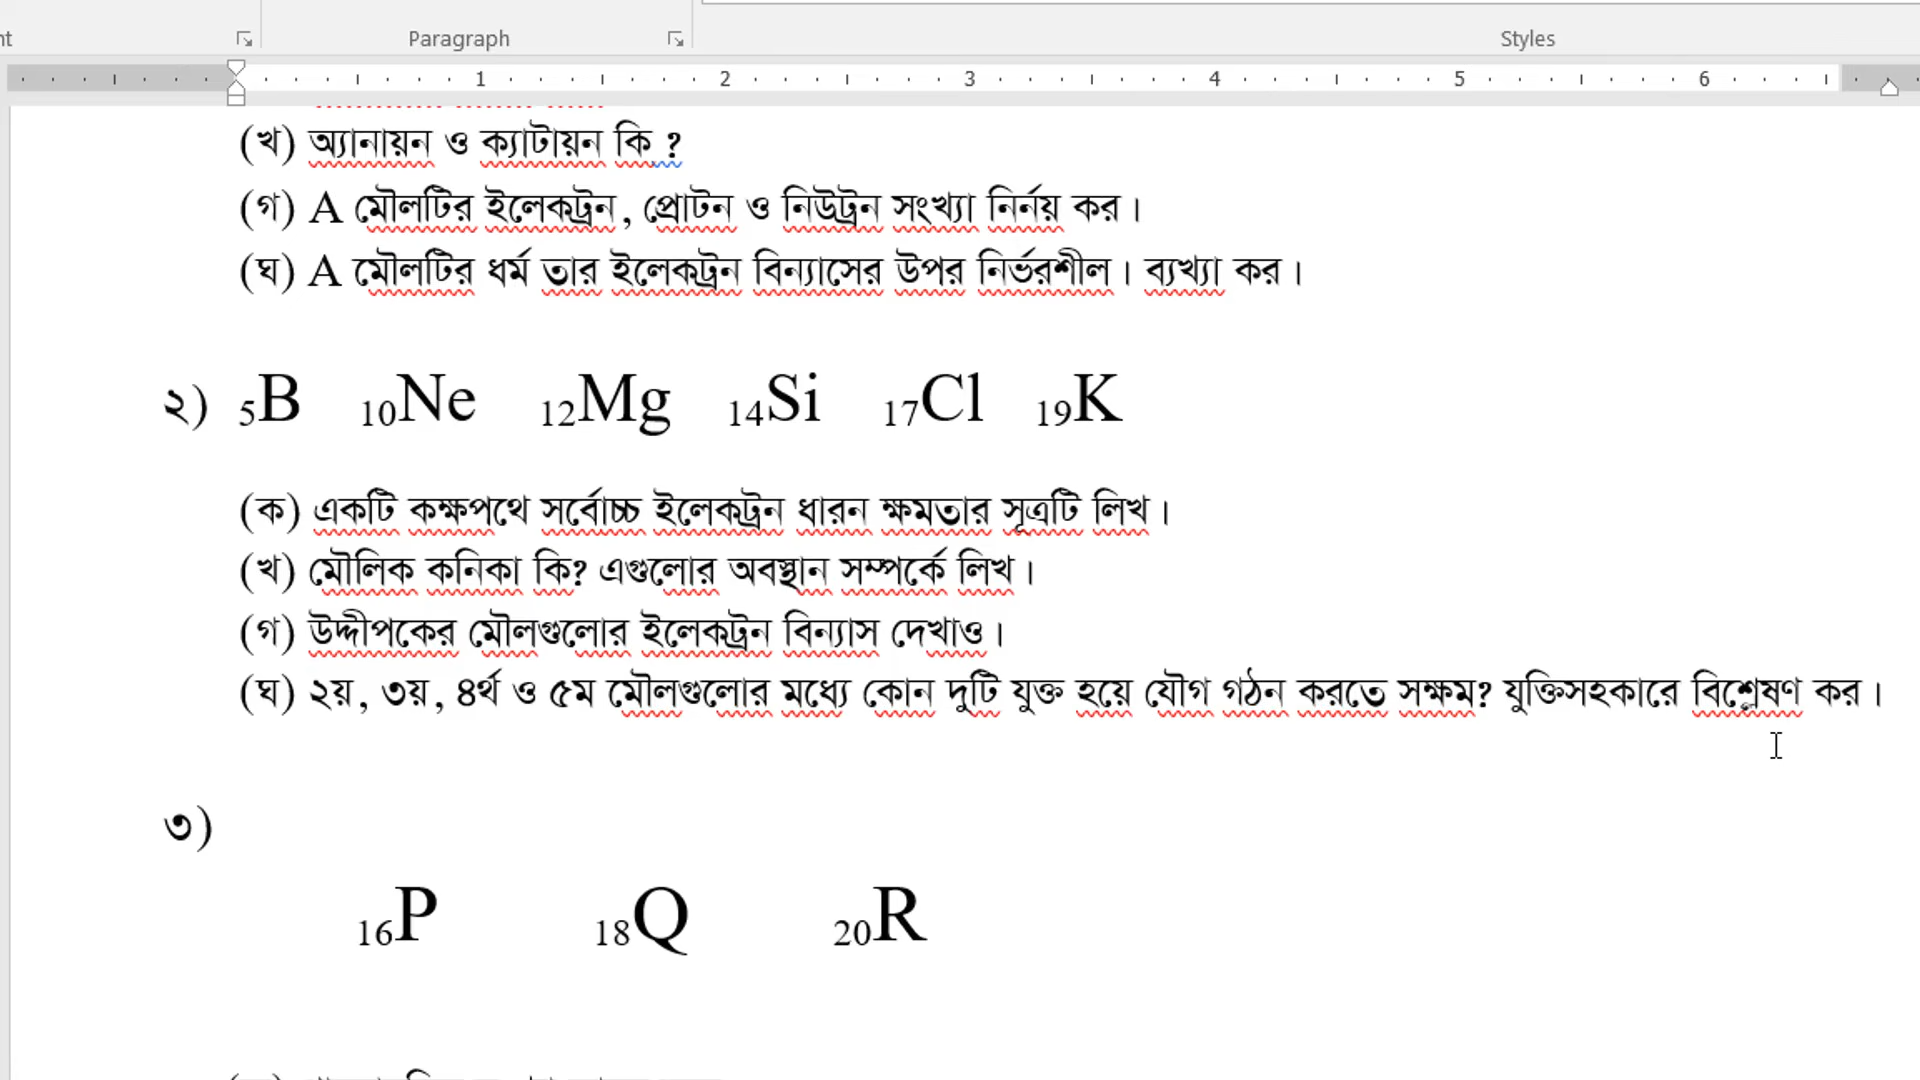 Paragraph Styles
1 2 3 4 5 6
(খ) অ্যানায়ন ও ক্যাটায়ন কি ?
(গ) A মৌলটির ইলেকট্রন, প্রোটন ও নিউট্রন সংখ্যা নির্নয় কর।
(ঘ) A মৌলটির ধর্ম তার ইলেকট্রন বিন্যাসের উপর নির্ভরশীল। ব্যখ্যা কর।
২) 5B 10Ne 12Mg 14Si 17Cl 19K
(ক) একটি কক্ষপথে সর্বোচ্চ ইলেকট্রন ধারন ক্ষমতার সূত্রটি লিখ।
(খ) মৌলিক কনিকা কি? এগুলোর অবস্থান সম্পর্কে লিখ।
(গ) উদ্দীপকের মৌলগুলোর ইলেকট্রন বিন্যাস দেখাও।
(ঘ) ২য়, ৩য়, ৪র্থ ও ৫ম মৌলগুলোর মধ্যে কোন দুটি যুক্ত হয়ে যৌগ গঠন করতে সক্ষম? যুক্তিসহকারে বিশ্লেষণ কর।
৩)
16P 18Q 20R